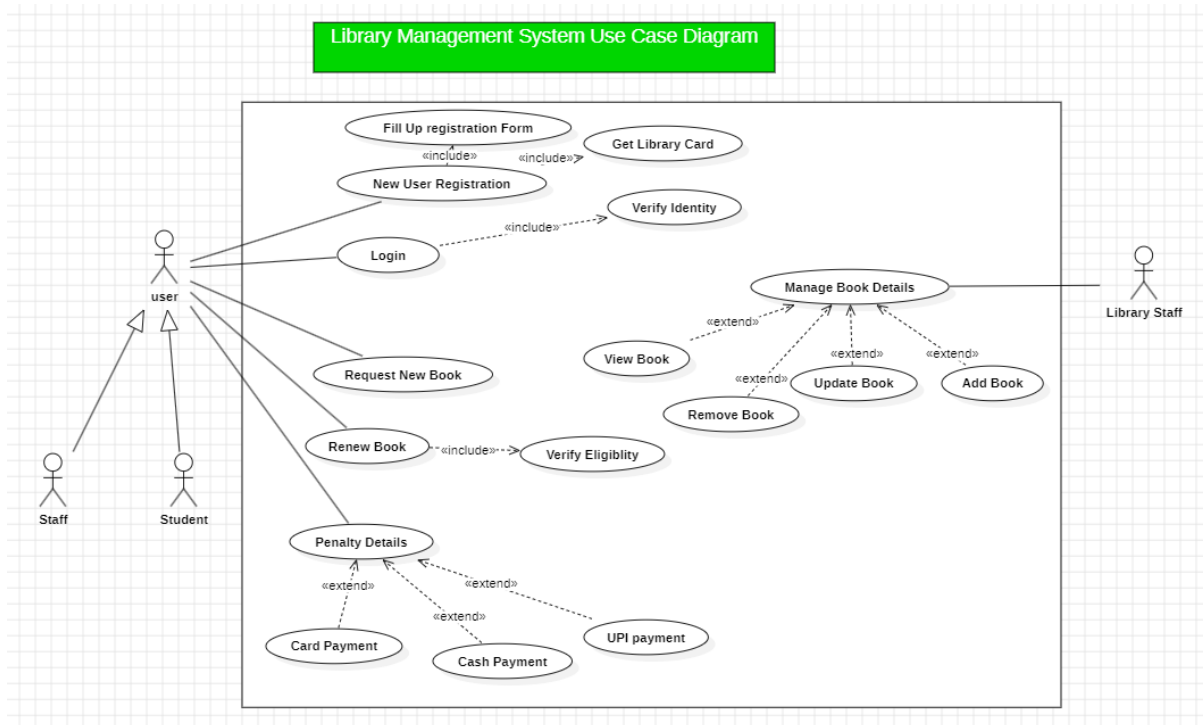 Library Management System Use Case Diagram
Fill Up registration Form
«include»
«include»
Get Library Card
New User Registration
Verify Identity
«include»
Login
user
Manage Book Details
Library Staff
«extend»
View Book
«extend»
«extend»
«extend»
Request New Book
Update Book
Add Book
Remove Book
Renew Book
«include»
Verify Eligiblity
Staff
Student
Penalty Details
«extend»
«extend»
«extend»
Card Payment
Cash Payment
UPI payment